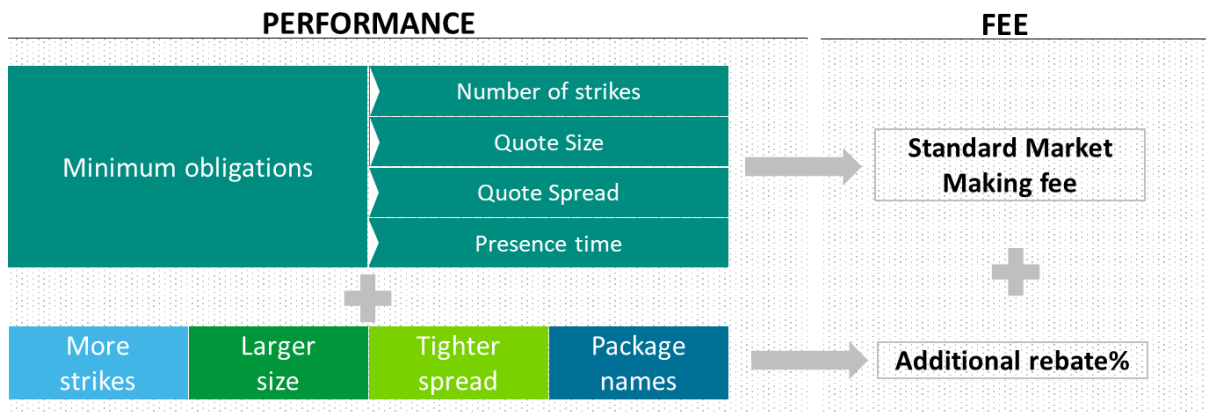 PERFORMANCE
FEE
Minimum obligations
Number of strikes
Quote Size
Quote Spread
Presence time
Standard Market
Making fee
More
strikes
Larger
size
Tighter
spread
Package
names
Additional rebate%